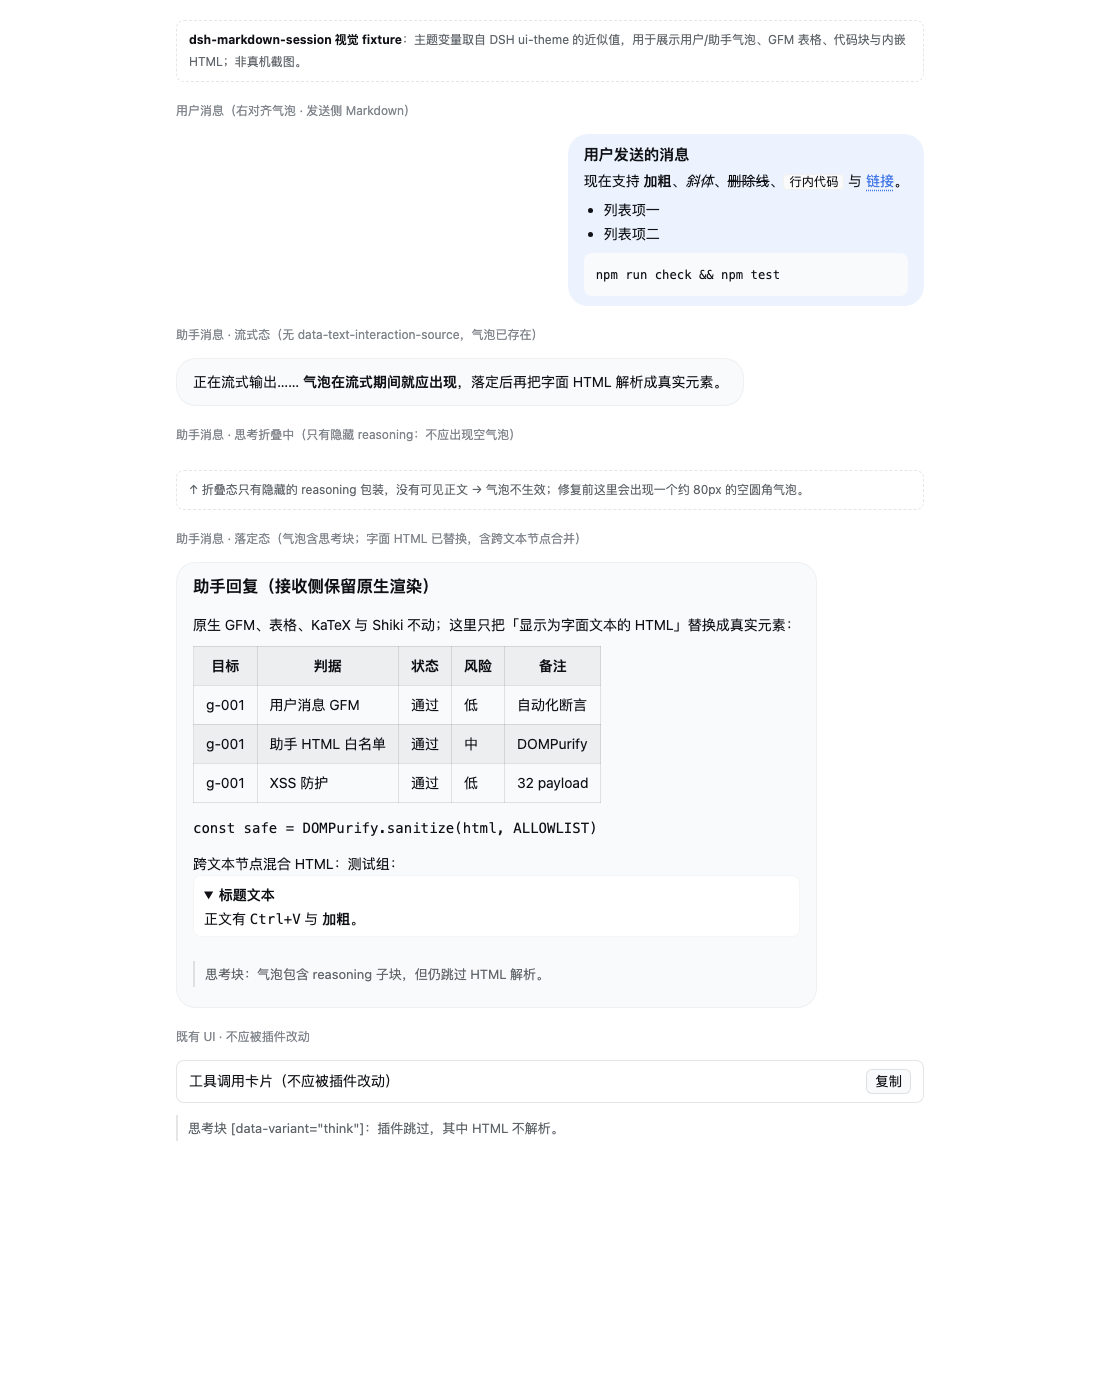 dsh-markdown-session 视觉 fixture：主题变量取自 DSH ui-theme 的近似值，用于展示用户/助手气泡、GFM 表格、代码块与内嵌
HTML；非真机截图。
用户消息（右对齐气泡 · 发送侧 Markdown）
用户发送的消息
现在支持 加粗、斜体、删除线、 行内代码 与 链接。
• 列表项一
• 列表项二
npm run check && npm test
助手消息 · 流式态（无 data-text-interaction-source，气泡已存在）
正在流式输出…… 气泡在流式期间就应出现，落定后再把字面 HTML 解析成真实元素。
助手消息 · 思考折叠中（只有隐藏 reasoning：不应出现空气泡）
↑ 折叠态只有隐藏的 reasoning 包装，没有可见正文 → 气泡不生效；修复前这里会出现一个约 80px 的空圆角气泡。
助手消息 · 落定态（气泡含思考块；字面 HTML 已替换，含跨文本节点合并）
助手回复（接收侧保留原生渲染）
原生 GFM、表格、KaTeX 与 Shiki 不动；这里只把「显示为字面文本的 HTML」替换成真实元素：
目标 判据 状态 风险 备注
g-001 用户消息 GFM 通过 低 自动化断言
g-001 助手 HTML 白名单 通过 中 DOMPurify
g-001 XSS 防护 通过 低 32 payload
const safe = DOMPurify.sanitize(html, ALLOWLIST)
跨文本节点混合 HTML：测试组：
▼ 标题文本
正文有 Ctrl+V 与 加粗。
思考块：气泡包含 reasoning 子块，但仍跳过 HTML 解析。
既有 UI · 不应被插件改动
工具调用卡片（不应被插件改动）
复制
思考块 [data-variant="think"]：插件跳过，其中 HTML 不解析。